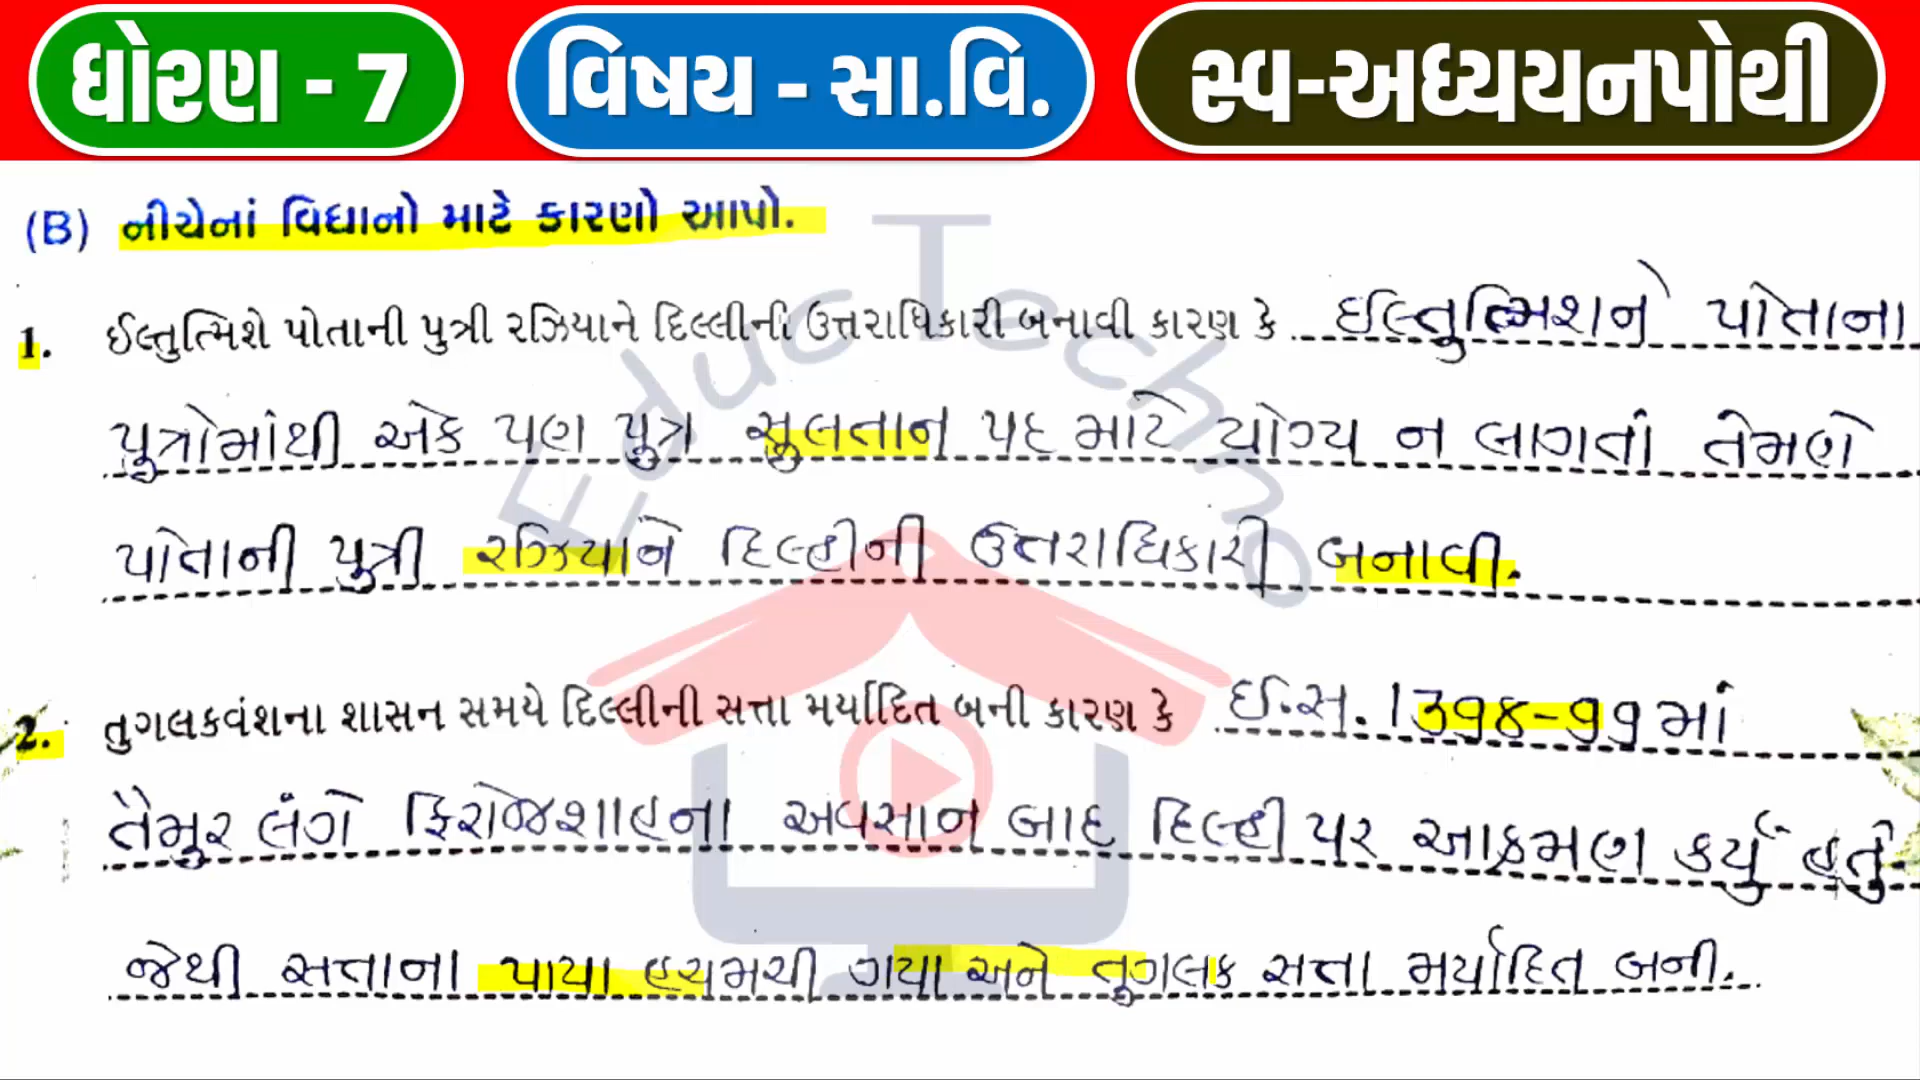 ધોરણ - 7 વિષય - સા.વિ. સ્વ-અધ્યયનપોથી
(B) નીચેનાં વિધાનો માટે કારણો આપો.
1. ઈલ્તુત્મિશે પોતાની પુત્રી રઝિયાને દિલ્લીની ઉત્તરાધિકારી બનાવી કારણ કે ઈલ્તુત્મિશને પોતાના
પુત્રોમાંથી એક પણ પુત્ર સુલતાન પદ માટે યોગ્ય ન લાગતાં તેમણે
પોતાની પુત્રી રઝિયાને દિલ્હીની ઉત્તરાધિકારી બનાવી.
2. તુગલકવંશના શાસન સમયે દિલ્લીની સત્તા મર્યાદિત બની કારણ કે ઈ.સ. 1398-99માં
તૈમુર લંગે ફિરોજશાહના અવસાન બાદ દિલ્હી પર આક્રમણ કર્યું હતું.
જેથી સત્તાના પાયા હચમચી ગયા અને તુગલક સત્તા મર્યાદિત બની.
EducTechno